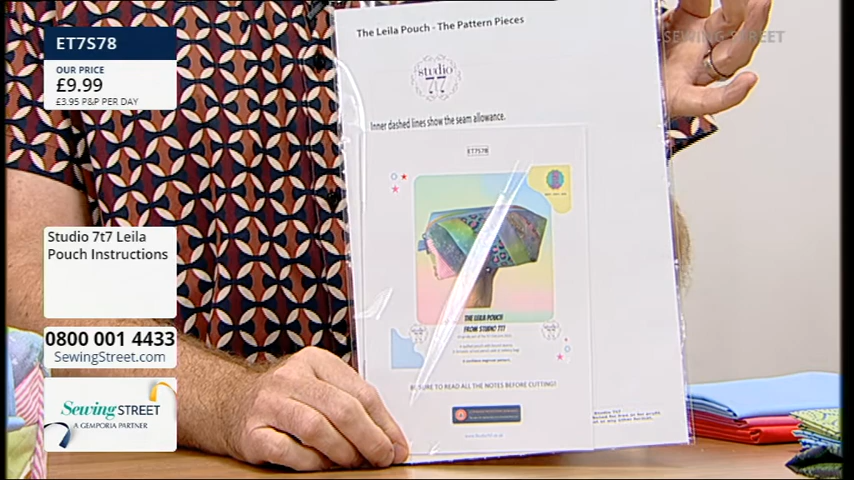 ET7S78
OUR PRICE
£9.99
£3.95 P&P PER DAY
Studio 7t7 Leila
Pouch Instructions
0800 001 4433
SewingStreet.com
Sewing STREET
A GEMPORIA PARTNER
SEWING STREET
The Leila Pouch - The Pattern Pieces
studio
7t7
Inner dashed lines show the seam allowance.
ET7S78
THE LEILA POUCH
FROM STUDIO 7T7
BE SURE TO READ ALL THE NOTES BEFORE CUTTING!